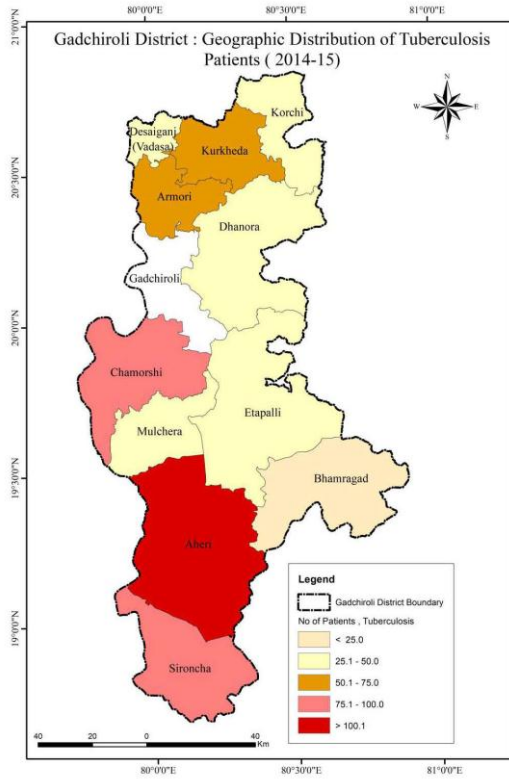 80°0'0"E 80°30'0"E 81°0'0"E
21°0'0"N
Gadchiroli District : Geographic Distribution of Tuberculosis
Patients ( 2014-15)
N
W E
S
Korchi
Desaiganj
(Vadasa)
Kurkheda
20°30'0"N
Armori
Dhanora
Gadchiroli
20°0'0"N
Chamorshi
Etapalli
Mulchera
19°30'0"N
Bhamragad
Aheri
Legend
Gadchiroli District Boundary
19°0'0"N
No of Patients , Tuberculosis
< 25.0
25.1 - 50.0
50.1 - 75.0
75.1 - 100.0
> 100.1
Sironcha
40 20 0 40
Km
80°0'0"E 80°30'0"E 81°0'0"E